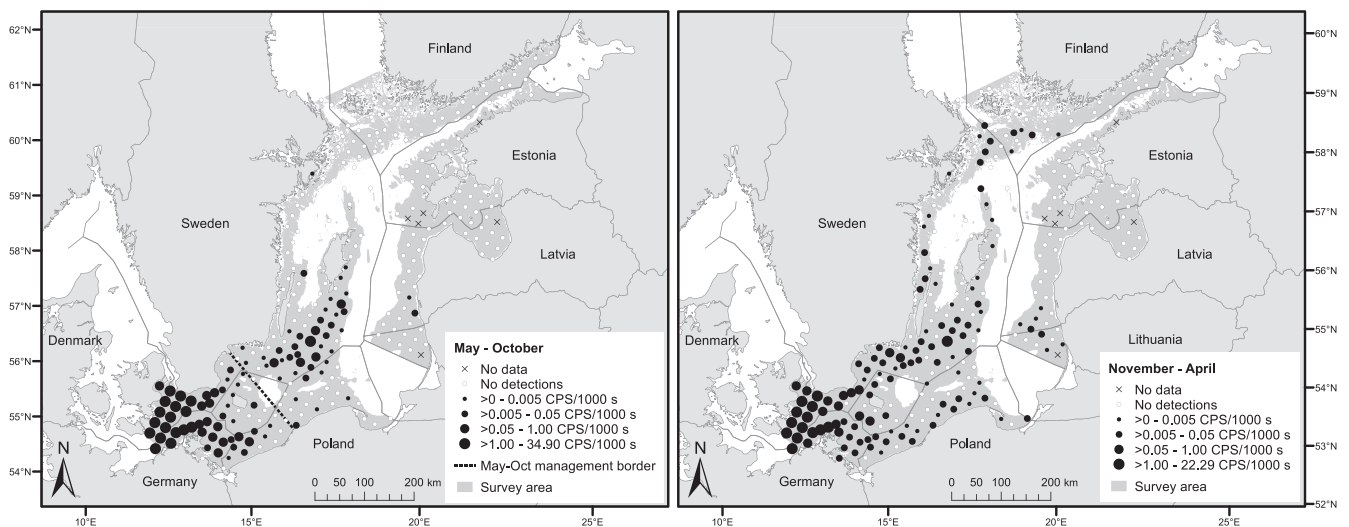 62°N
61°N
60°N
59°N
58°N
57°N
56°N
55°N
54°N
10°E
15°E
20°E
25°E
Finland
Estonia
Sweden
Latvia
Denmark
Poland
Germany
N
0 50 100 200 km
May - October
No data
No detections
>0 - 0.005 CPS/1000 s
>0.005 - 0.05 CPS/1000 s
>0.05 - 1.00 CPS/1000 s
>1.00 - 34.90 CPS/1000 s
May-Oct management border
Survey area
Finland
Estonia
Sweden
Latvia
Lithuania
Denmark
Poland
Germany
N
0 50 100 200 km
November - April
No data
No detections
>0 - 0.005 CPS/1000 s
>0.005 - 0.05 CPS/1000 s
>0.05 - 1.00 CPS/1000 s
>1.00 - 22.29 CPS/1000 s
Survey area
60°N
59°N
58°N
57°N
56°N
55°N
54°N
53°N
52°N
10°E
15°E
20°E
25°E